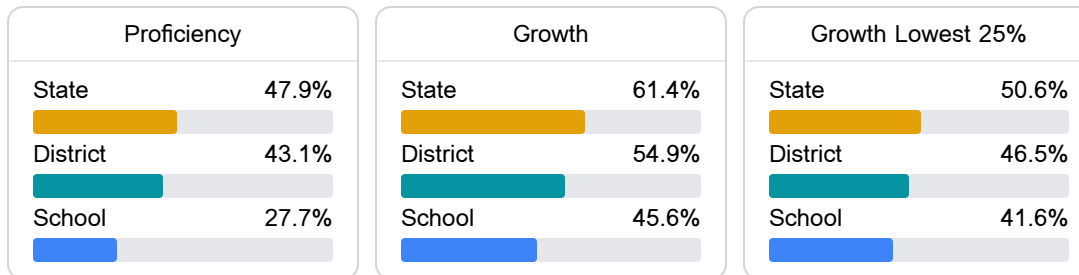 Proficiency
State 47.9%
District 43.1%
School 27.7%
Growth
State 61.4%
District 54.9%
School 45.6%
Growth Lowest 25%
State 50.6%
District 46.5%
School 41.6%